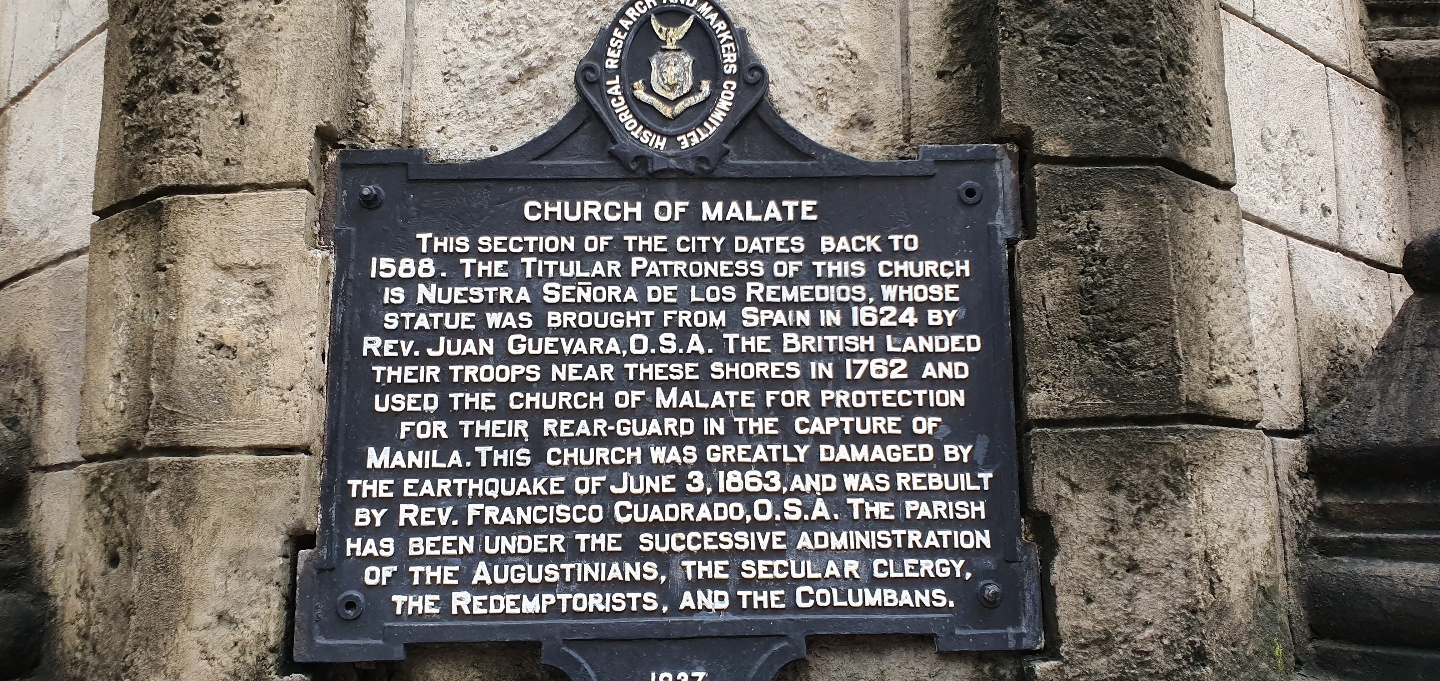 HISTORICAL RESEARCH AND MARKERS COMMITTEE
CHURCH OF MALATE
THIS SECTION OF THE CITY DATES BACK TO
1588. THE TITULAR PATRONESS OF THIS CHURCH
IS NUESTRA SEÑORA DE LOS REMEDIOS, WHOSE
STATUE WAS BROUGHT FROM SPAIN IN 1624 BY
REV. JUAN GUEVARA, O.S.A. THE BRITISH LANDED
THEIR TROOPS NEAR THESE SHORES IN 1762 AND
USED THE CHURCH OF MALATE FOR PROTECTION
FOR THEIR REAR-GUARD IN THE CAPTURE OF
MANILA. THIS CHURCH WAS GREATLY DAMAGED BY
THE EARTHQUAKE OF JUNE 3, 1863, AND WAS REBUILT
BY REV. FRANCISCO CUADRADO, O.S.A. THE PARISH
HAS BEEN UNDER THE SUCCESSIVE ADMINISTRATION
OF THE AUGUSTINIANS, THE SECULAR CLERGY,
THE REDEMPTORISTS, AND THE COLUMBANS.
1937